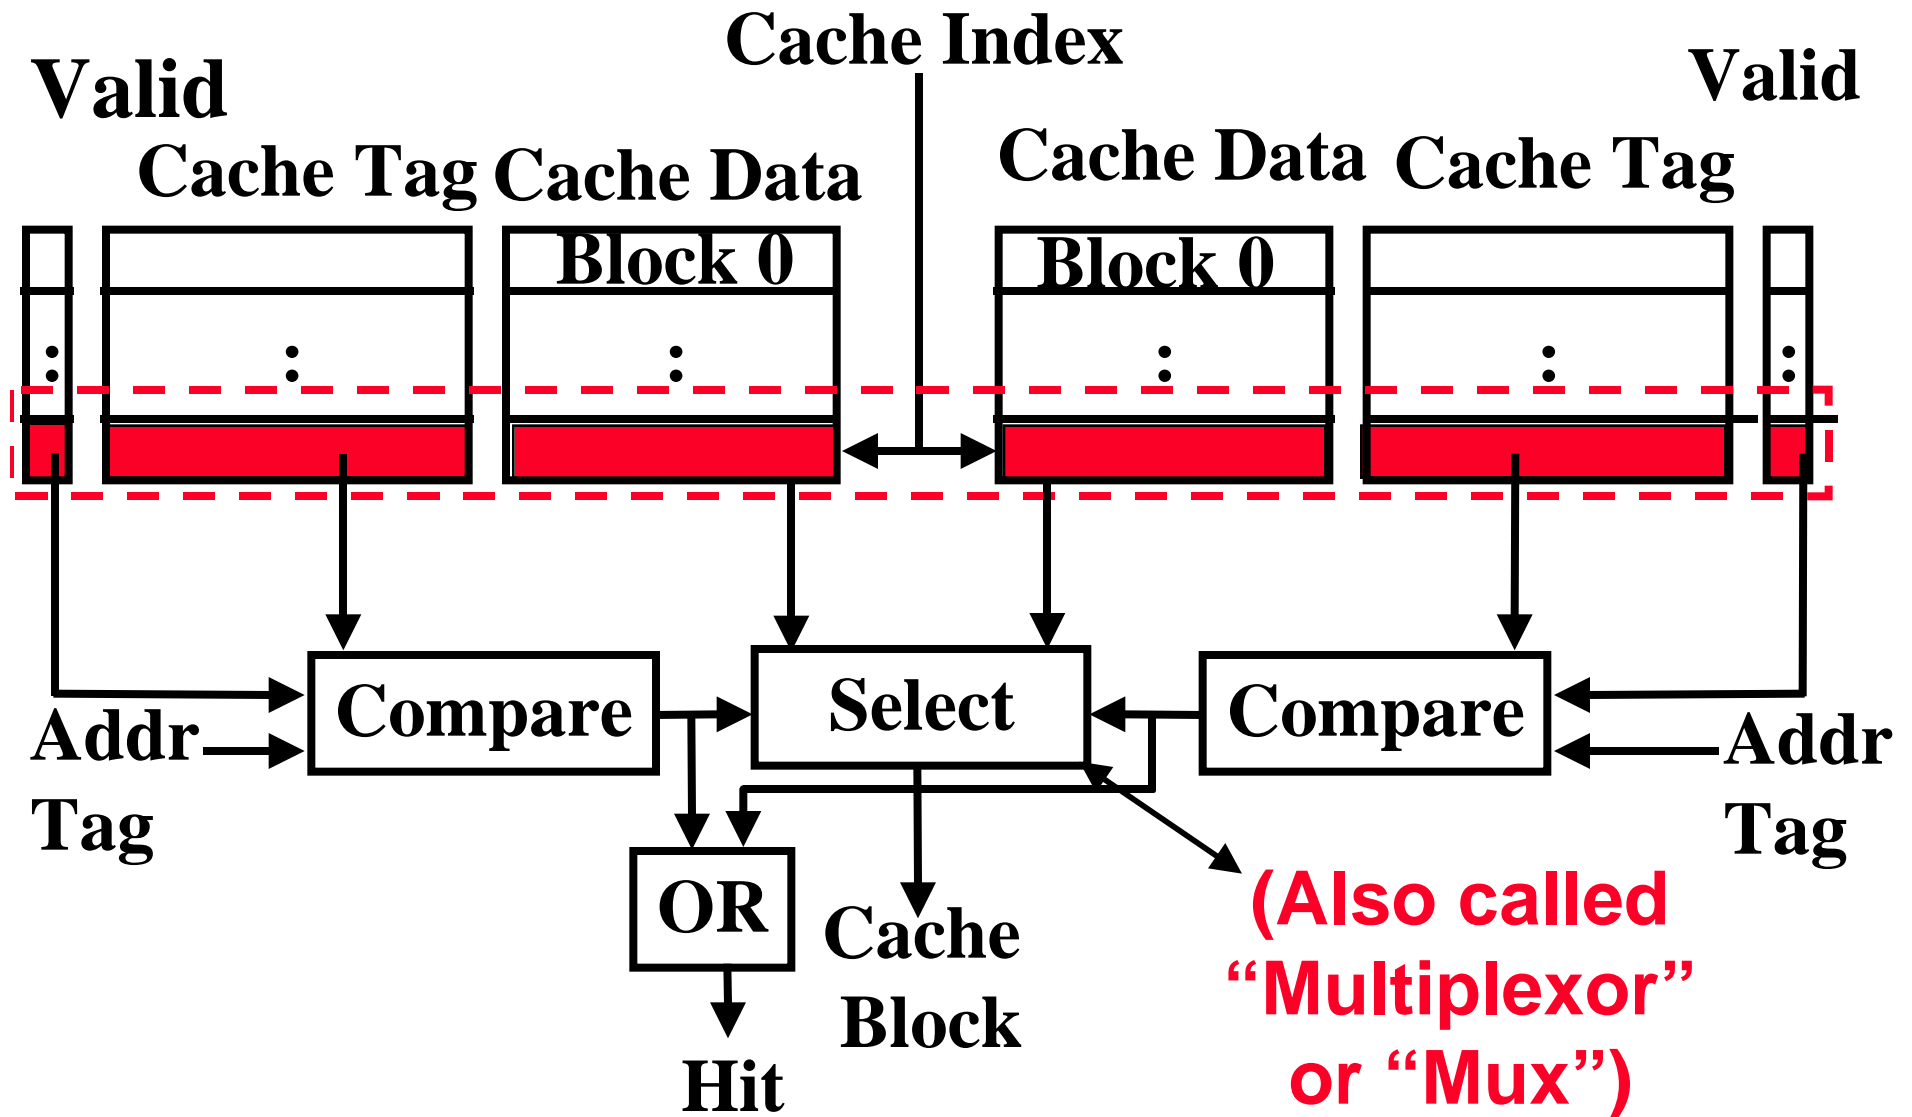 Cache Index
Valid
Valid
Cache Tag
Cache Data
Cache Data
Cache Tag
Block 0
Block 0
:
:
:
:
:
:
Compare
Select
Compare
Addr
Tag
Addr
Tag
OR
Cache
Block
Hit
(Also called
“Multiplexor”
or “Mux”)